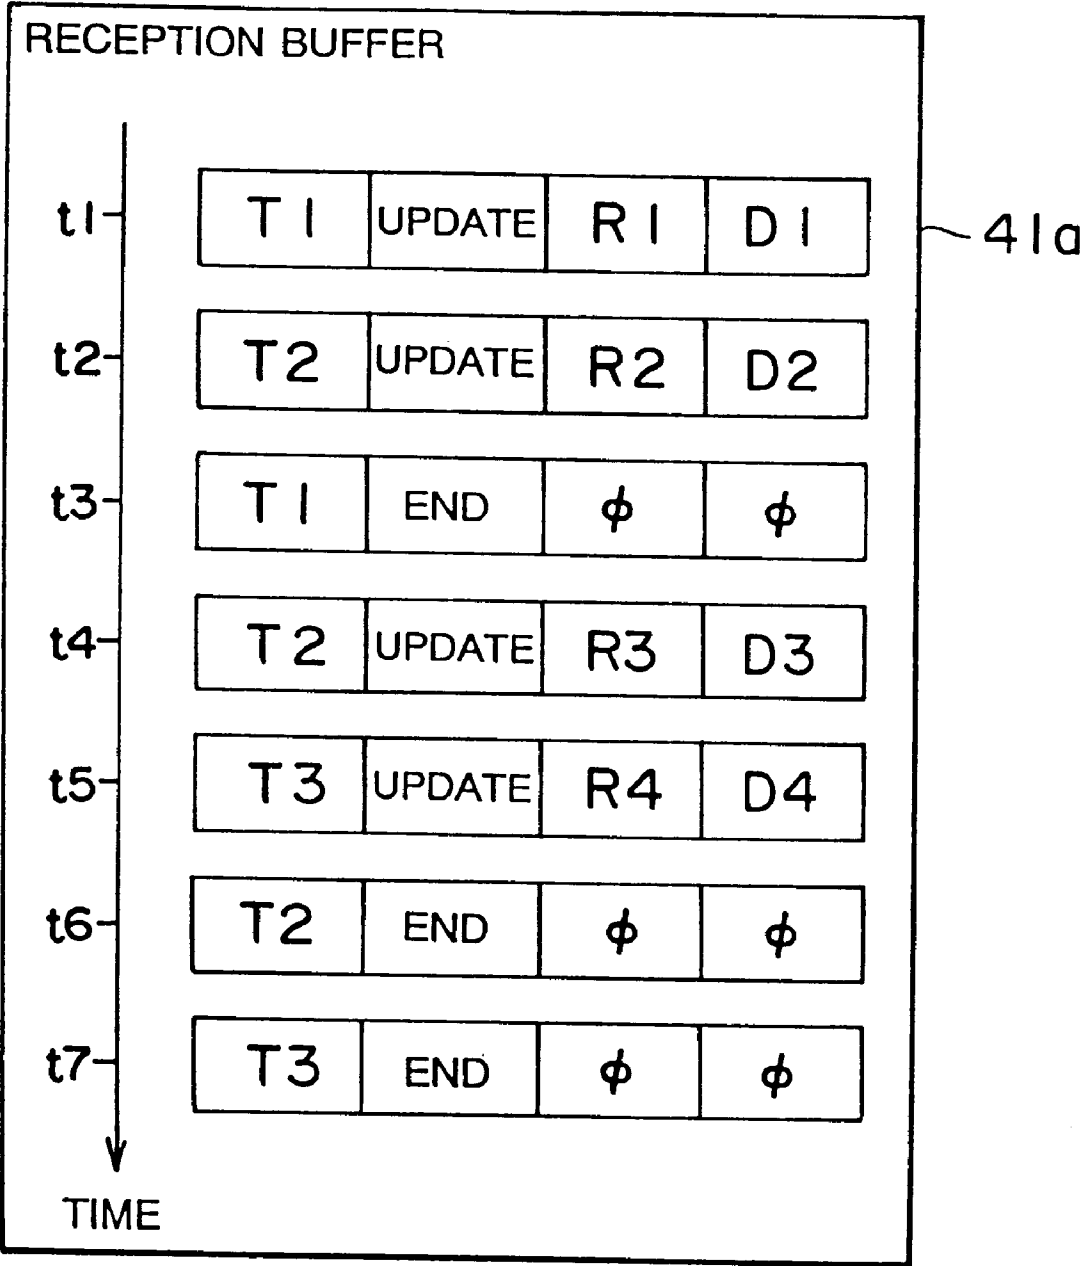 RECEPTION BUFFER
t1 T1 UPDATE R1 D1
41a
t2 T2 UPDATE R2 D2
t3 T1 END ϕ ϕ
t4 T2 UPDATE R3 D3
t5 T3 UPDATE R4 D4
t6 T2 END ϕ ϕ
t7 T3 END ϕ ϕ
TIME